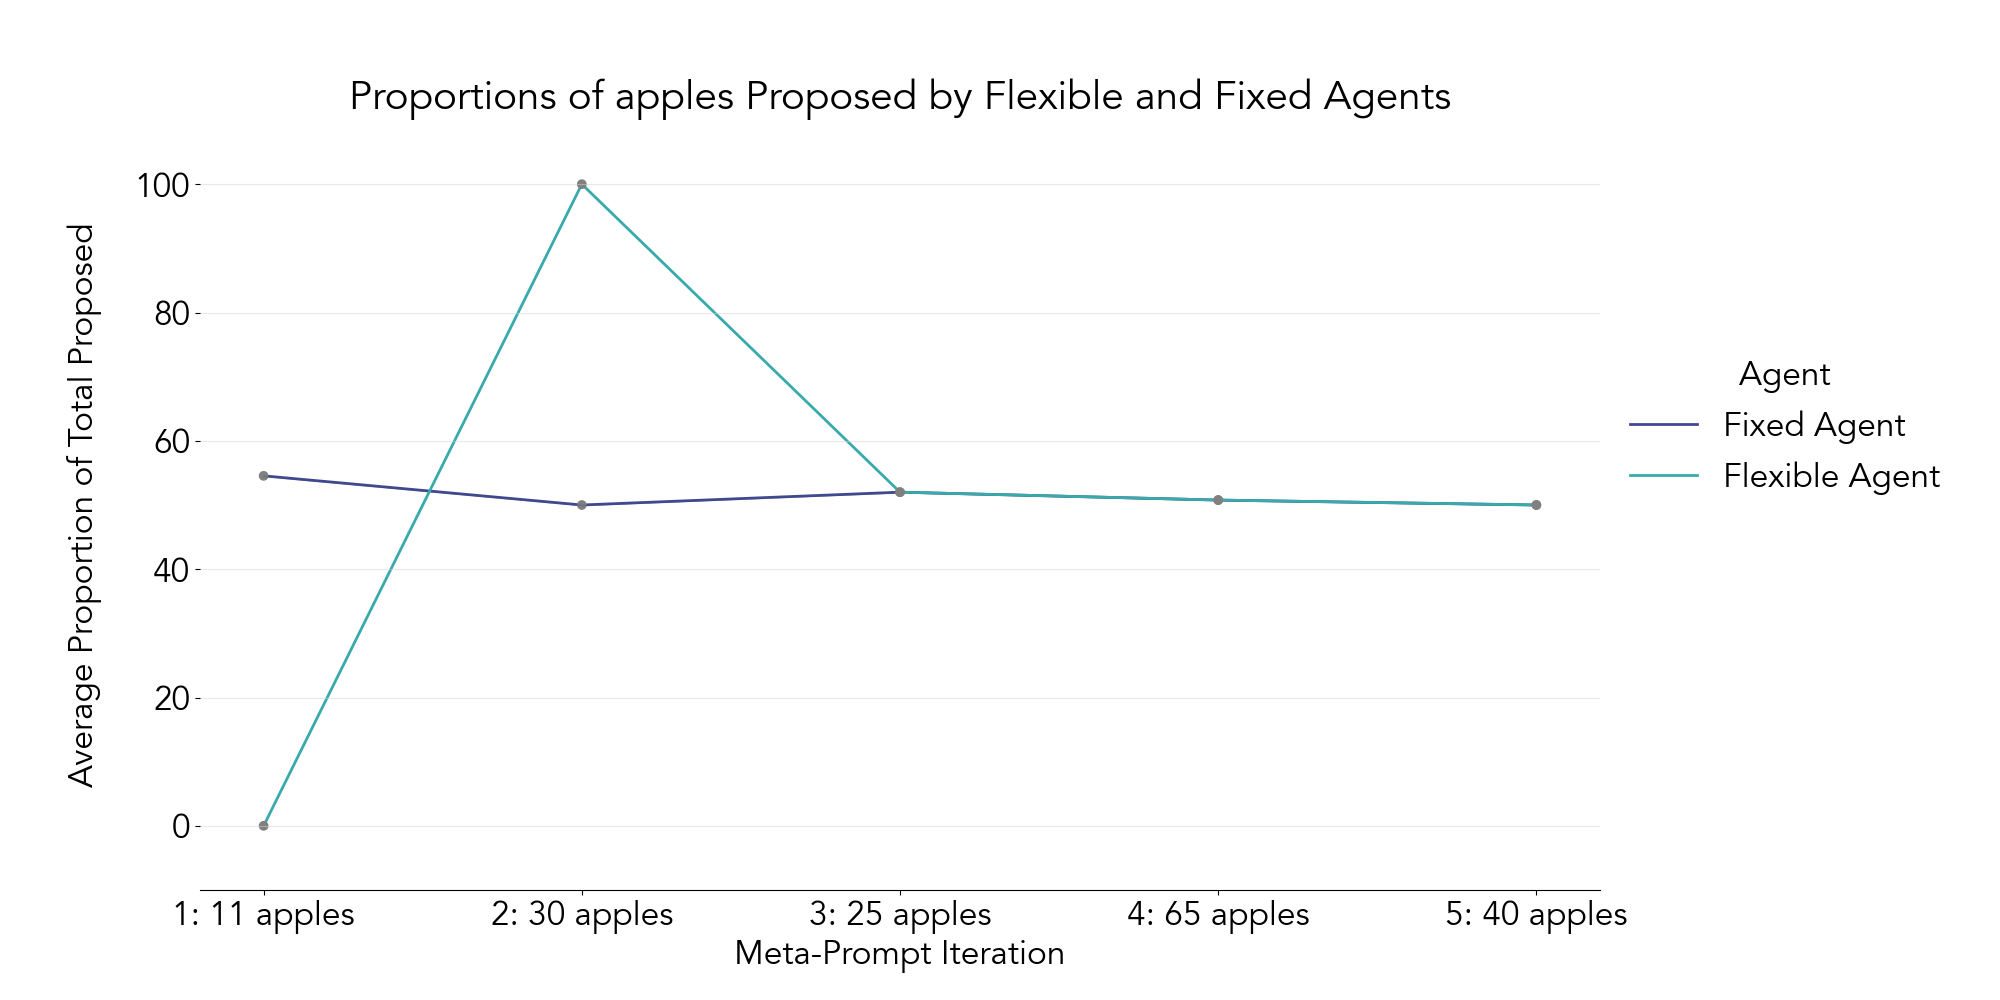 Proportions of apples Proposed by Flexible and Fixed Agents
Average Proportion of Total Proposed
100
80
60
40
20
0
1: 11 apples
2: 30 apples
3: 25 apples
4: 65 apples
5: 40 apples
Meta-Prompt Iteration
Agent
Fixed Agent
Flexible Agent